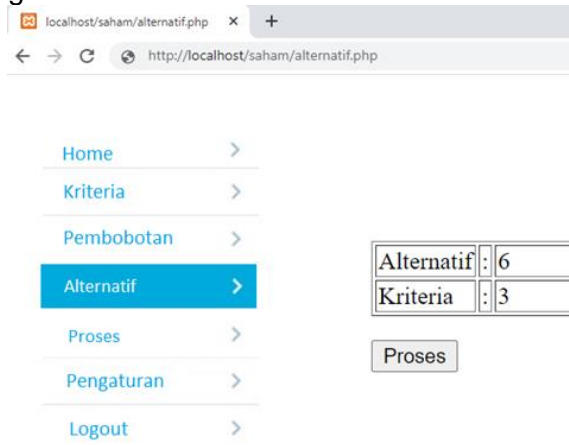 localhost/saham/alternatif.php
http://localhost/saham/alternatif.php
Home
Kriteria
Pembobotan
Alternatif
Proses
Pengaturan
Logout
Alternatif : 6
Kriteria : 3
Proses